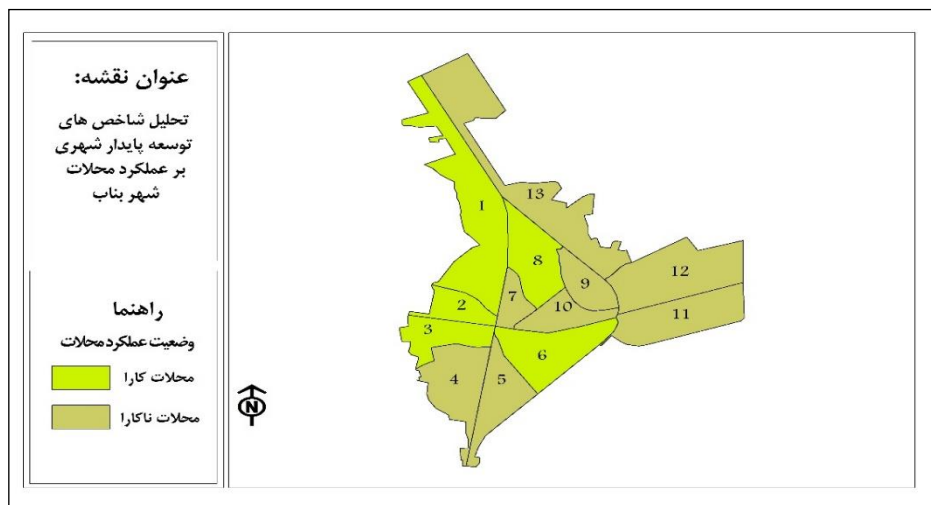 عنوان نقشه:
تحلیل شاخص های
توسعه پایدار شهری
بر عملکرد محلات
شهر بناب
راهنما
وضعیت عملکرد محلات
محلات کارا
محلات ناکارا
N
1
2
3
4
5
6
7
8
9
10
11
12
13